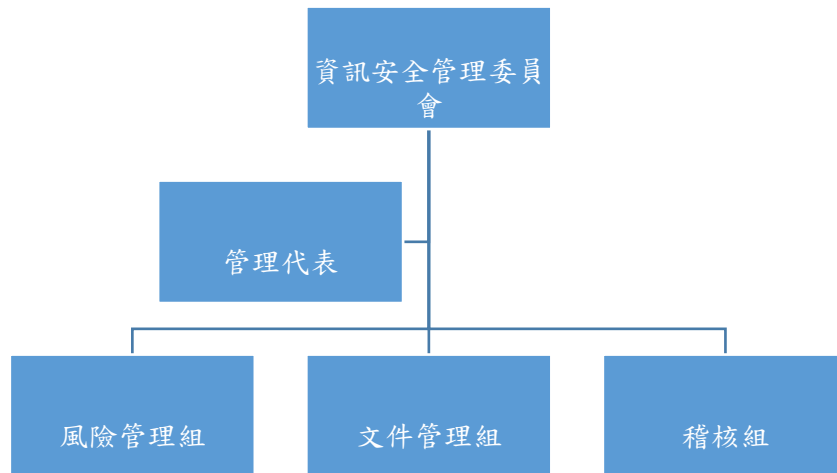 資訊安全管理委員
會
管理代表
風險管理組
文件管理組
稽核組